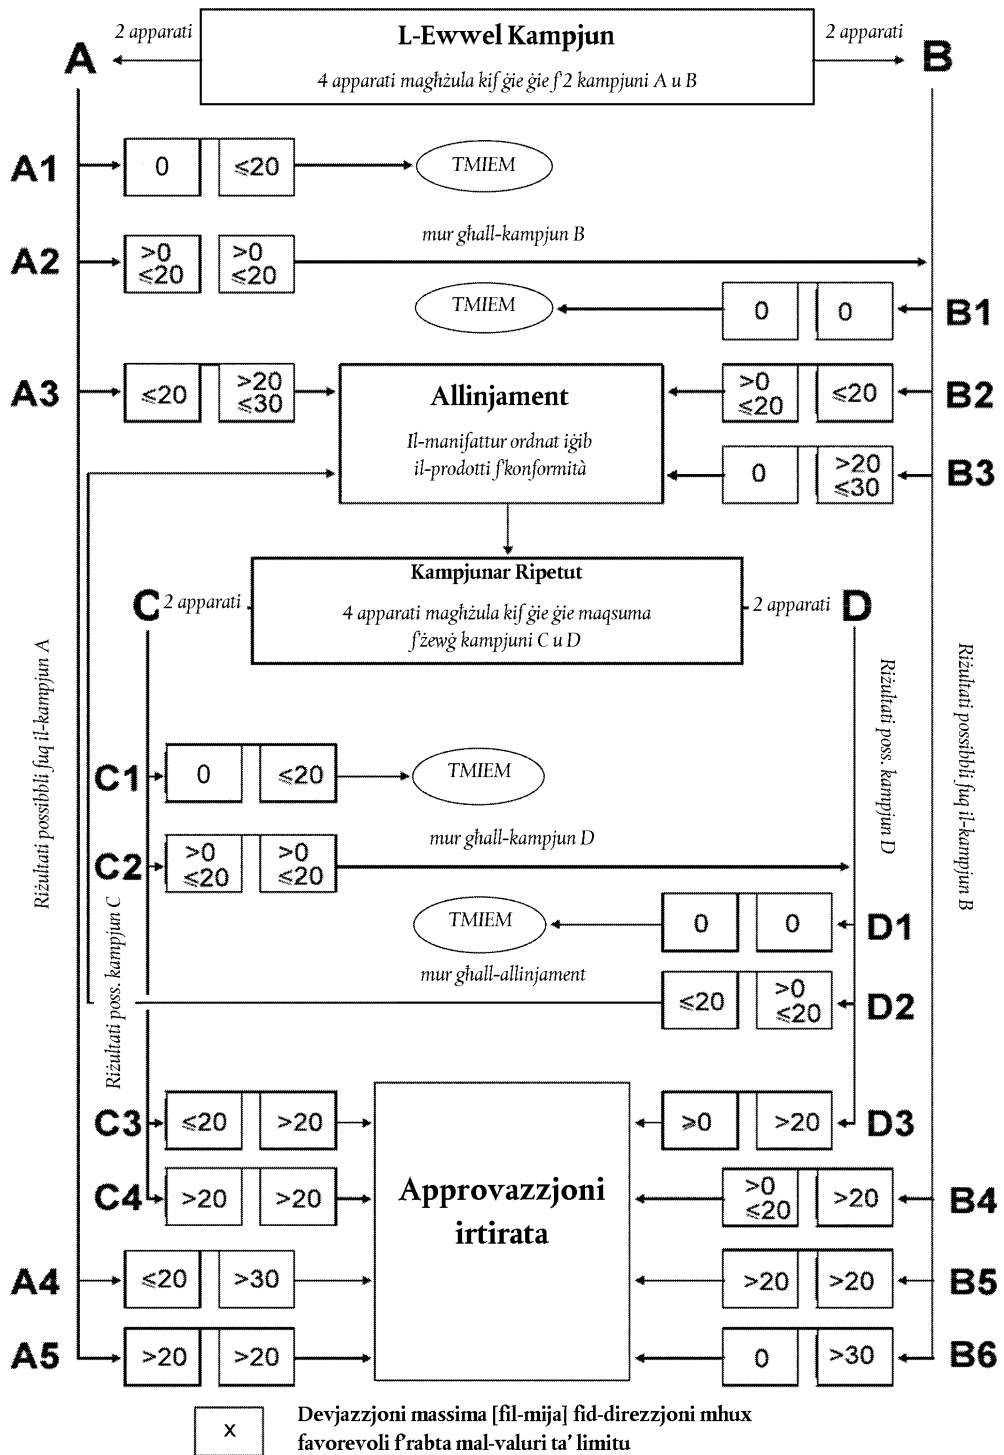 L-Ewwel Kampjun
4 apparati magħżula kif ġie ġie f'2 kampjuni A u B
2 apparati
2 apparati
A
B
A1
0
≤20
TMIEM
A2
>0
≤20
>0
≤20
mur għall-kampjun B
TMIEM
0
0
B1
A3
≤20
>20
≤30
Allinjament
Il-manifattur ordnat iġib
il-prodotti f'konformità
>0
≤20
≤20
B2
0
>20
≤30
B3
Kampjunar Ripetut
4 apparati magħżula kif ġie ġie maqsuma
f'żewġ kampjuni C u D
C
2 apparati
2 apparati
D
Riżultati possibbli fuq il-kampjun A
Riżultati poss. kampjun D
Riżultati possibbli fuq il-kampjun B
C1
0
≤20
TMIEM
C2
>0
≤20
>0
≤20
mur għall-kampjun D
Riżultati poss. kampjun C
TMIEM
0
0
D1
mur għall-allinjament
≤20
>0
≤20
D2
C3
≤20
>20
Approvazzjoni
irtirata
≥0
>20
D3
C4
>20
>20
>0
≤20
>20
B4
A4
≤20
>30
>20
>20
B5
A5
>20
>20
0
>30
B6
x
Devjazzjoni massima [fil-mija] fid-direzzjoni mhux
favorevoli f'rabta mal-valuri ta' limitu